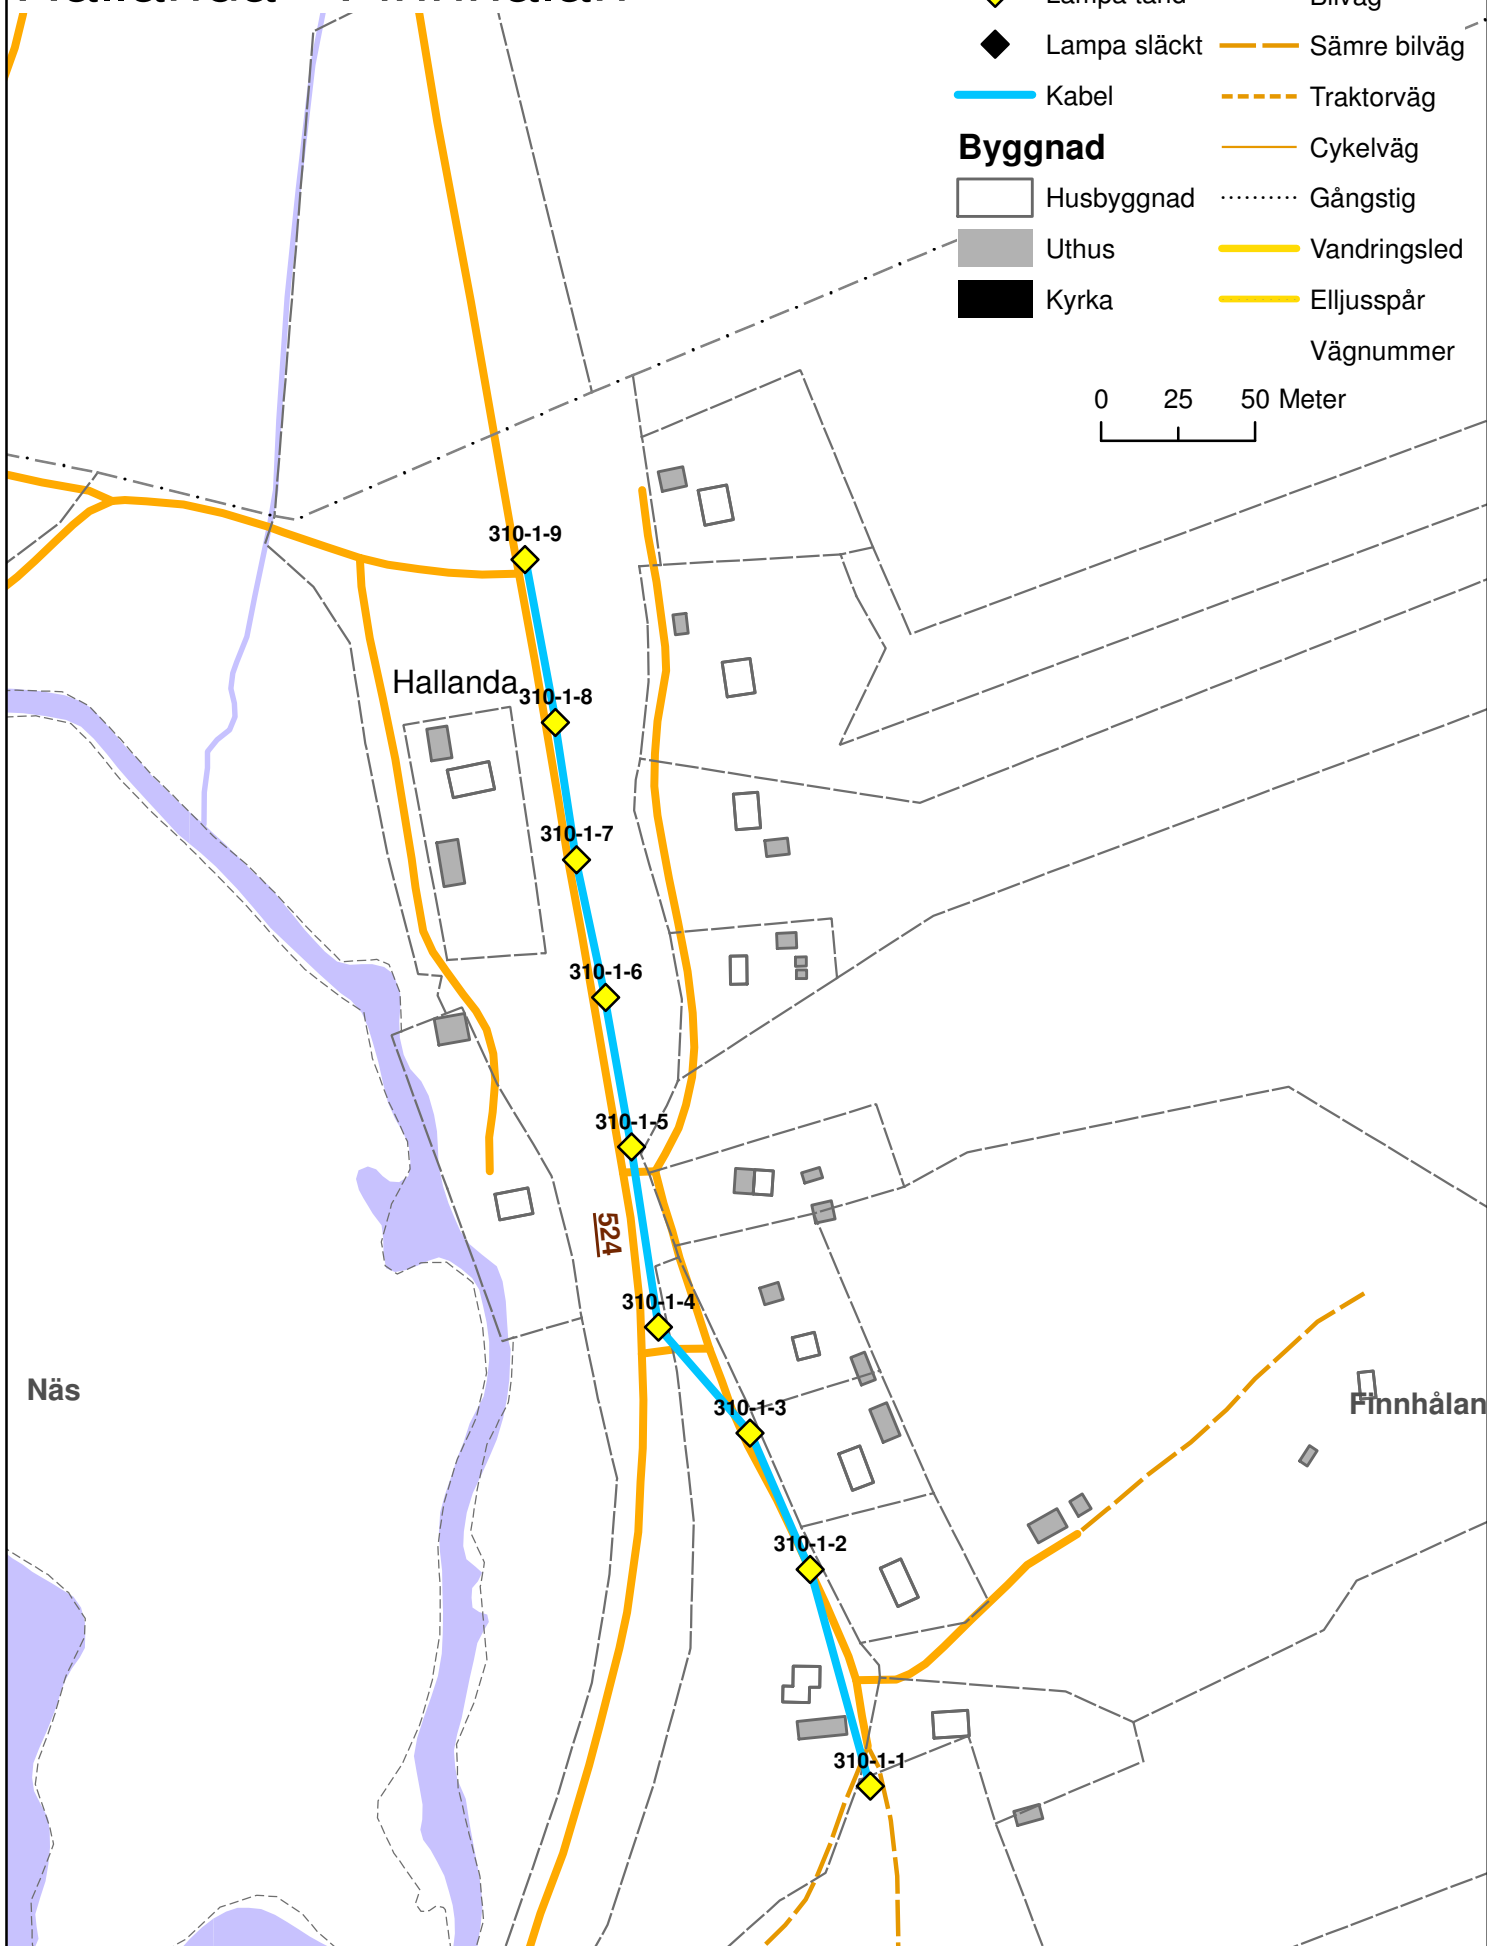 Lampa släckt
Sämre bilväg
Kabel
Traktorväg
Byggnad
Cykelväg
Husbyggnad
Gångstig
Uthus
Vandringsled
Kyrka
Elljusspår
Vägnummer
0 25 50 Meter
310-1-9
Hallanda
310-1-8
310-1-7
310-1-6
310-1-5
524
310-1-4
Näs
310-1-3
Finnhålan
310-1-2
310-1-1